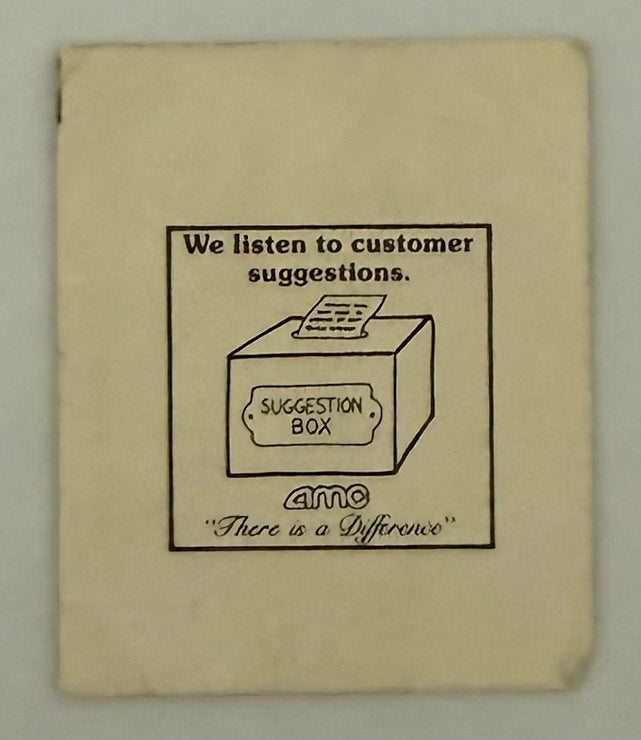 We listen to customer
suggestions.
SUGGESTION
BOX
amc
"There is a Difference"